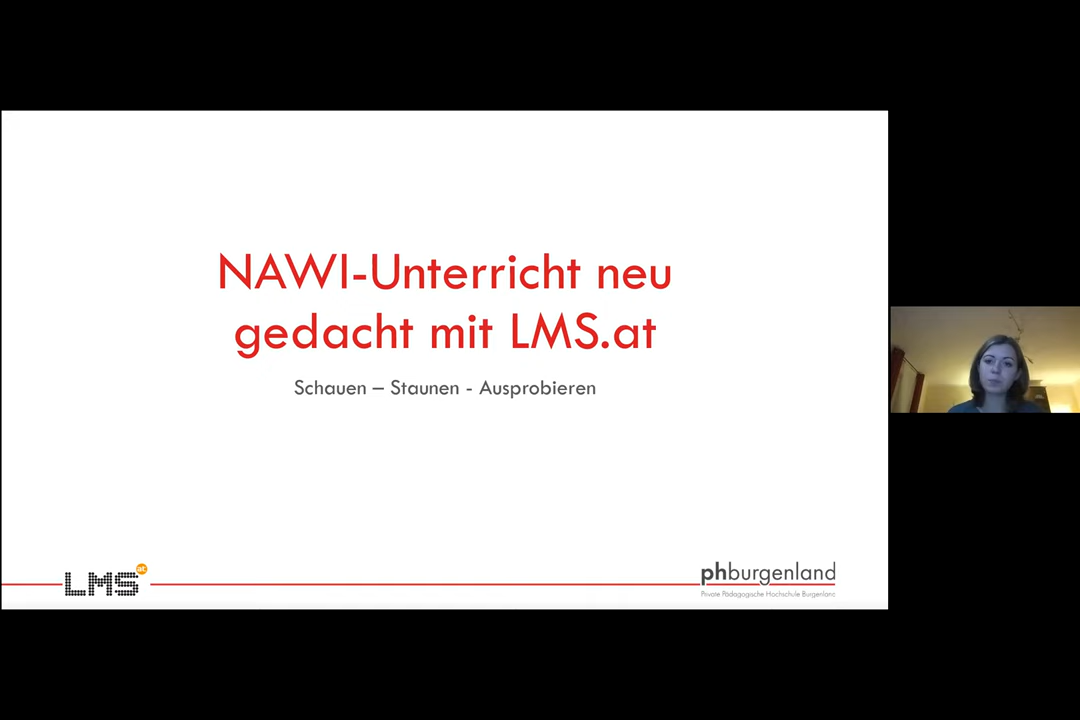 NAWI-Unterricht neu
gedacht mit LMS.at
Schauen – Staunen - Ausprobieren
LMS at
phburgenland
Private Pädagogische Hochschule Burgenland